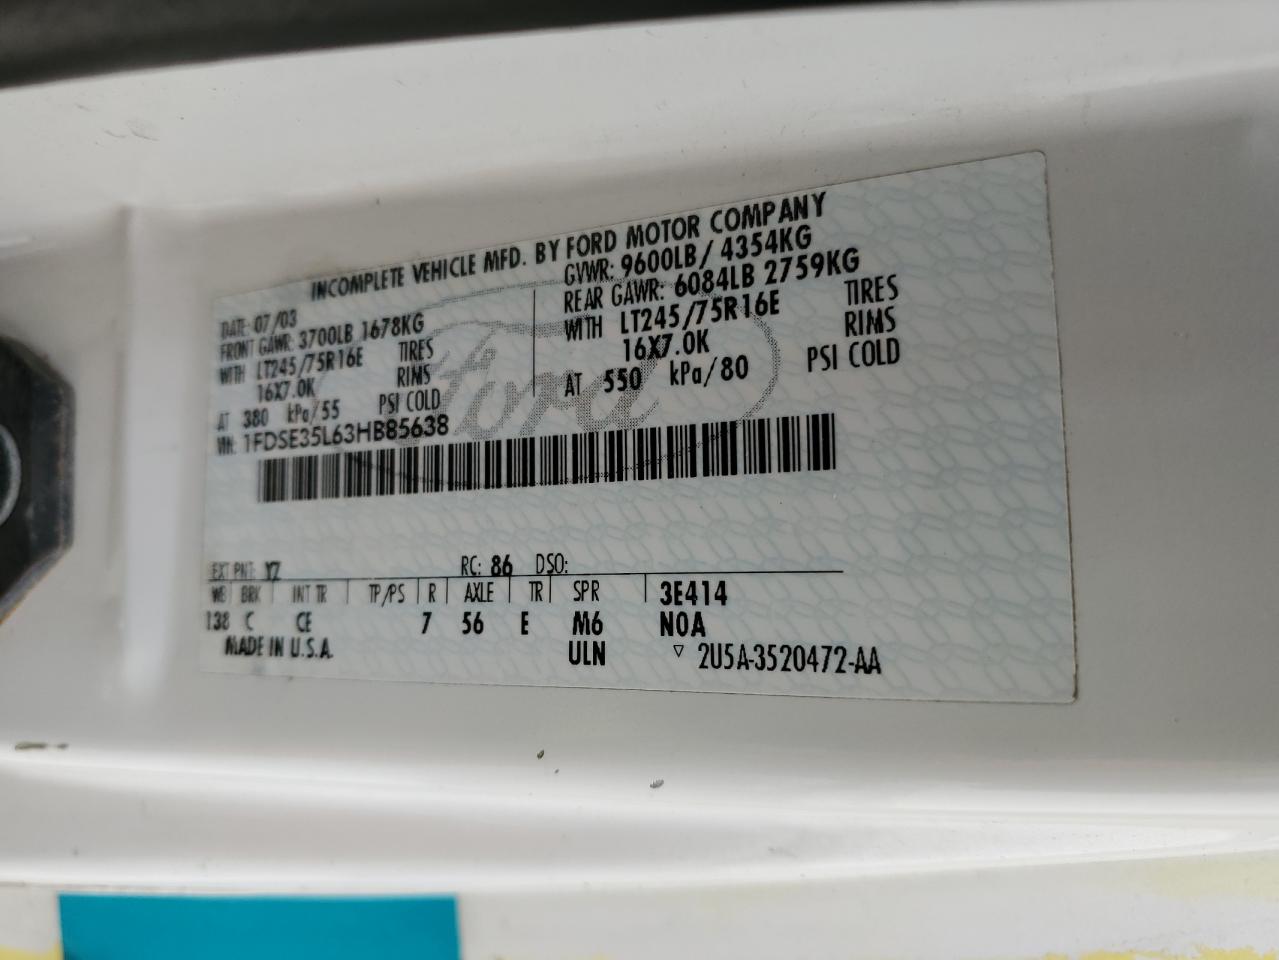 INCOMPLETE VEHICLE MFD. BY FORD MOTOR COMPANY
DATE: 07/03
FRONT GAWR: 3700LB 1678KG
WITH LT245/75R16E TIRES
16X7.0K RIMS
AT 380 kPa/55 PSI COLD
VIN: 1FDSE35L63HB85638
GVWR: 9600LB/4354KG
REAR GAWR: 6084LB 2759KG
WITH LT245/75R16E TIRES
16X7.0K RIMS
AT 550 kPa/80 PSI COLD
Ford
EXT PNT: YZ RC: 86 DSO:
WB BRK INT TR TP/PS R AXLE TR SPR 3E414
138 C CE 7 56 E M6 N0A
MADE IN U.S.A. ULN ▽ 2U5A-3520472-AA